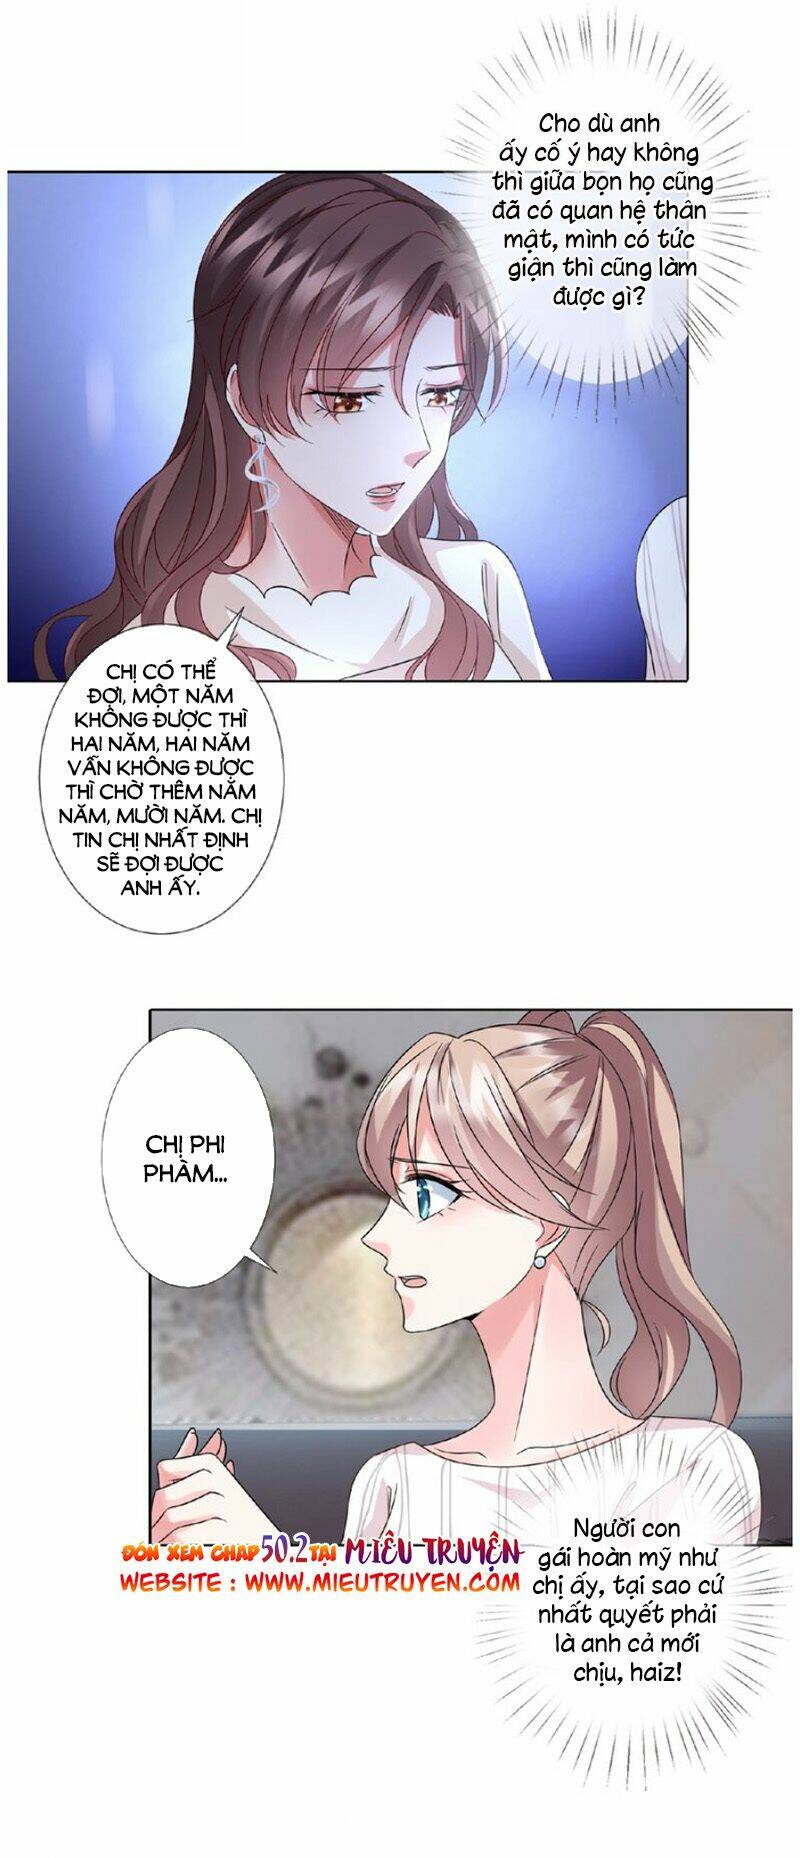 Cho dù anh
ấy cố ý hay không
thì giữa bọn họ cũng
đã có quan hệ thân
mật, mình có tức
giận thì cũng làm
được gì?
CHỊ CÓ THỂ
ĐỢI, MỘT NĂM
KHÔNG ĐƯỢC THÌ
HAI NĂM, HAI NĂM
VẪN KHÔNG ĐƯỢC
THÌ CHỜ THÊM NĂM
NĂM, MƯỜI NĂM. CHỊ
TIN CHỊ NHẤT ĐỊNH
SẼ ĐỢI ĐƯỢC
ANH ẤY.
CHỊ PHI
PHÀM...
ĐÓN XEM CHAP 50.2 TẠI MIÊU TRUYỆN
WEBSITE : WWW.MIEUTRUYEN.COM
Người con
gái hoàn mỹ như
chị ấy, tại sao cứ
nhất quyết phải
là anh cả mới
chịu, haiz!